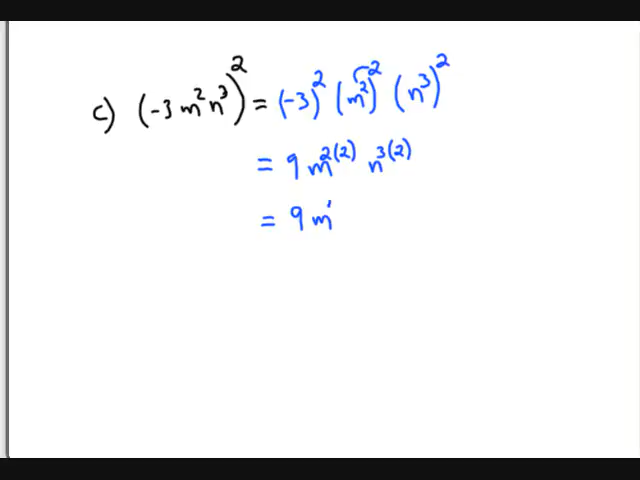 c) (-3m²n³)² = (-3)² (m²)² (n³)²
= 9 m²⁽²⁾ n³⁽²⁾
= 9 m'